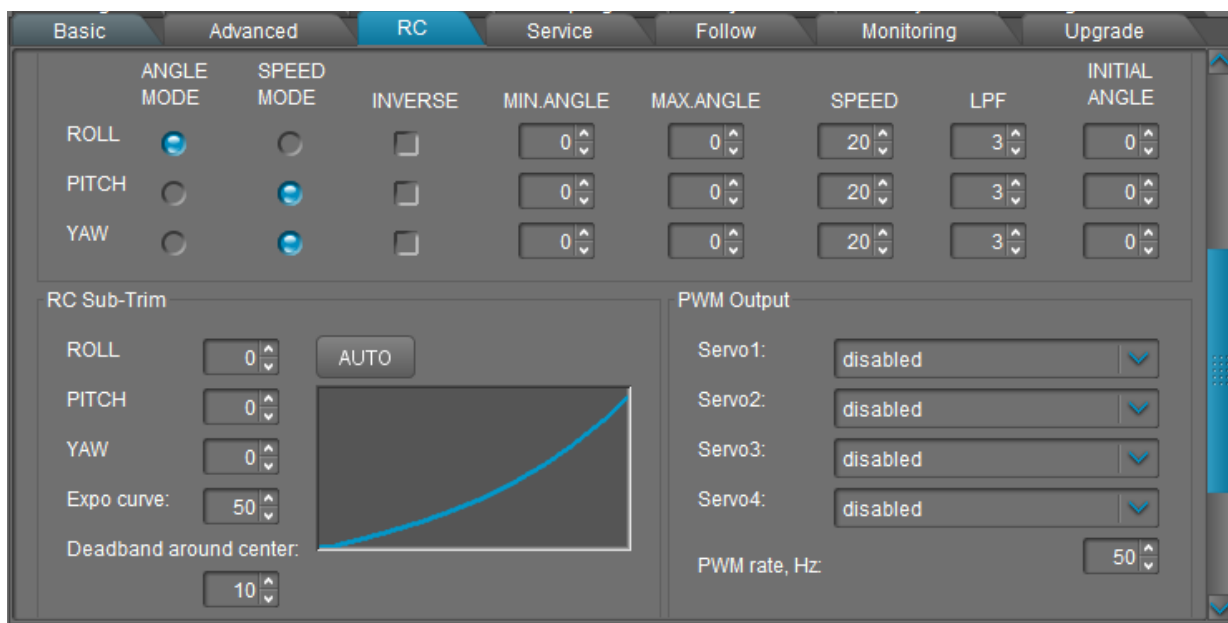 Basic Advanced RC Service Follow Monitoring Upgrade
ANGLE MODE SPEED MODE INVERSE MIN.ANGLE MAX.ANGLE SPEED LPF INITIAL ANGLE
ROLL 0 0 20 3 0
PITCH 0 0 20 3 0
YAW 0 0 20 3 0
RC Sub-Trim
ROLL 0 AUTO
PITCH 0
YAW 0
Expo curve: 50
Deadband around center:
10
PWM Output
Servo1: disabled
Servo2: disabled
Servo3: disabled
Servo4: disabled
PWM rate, Hz: 50